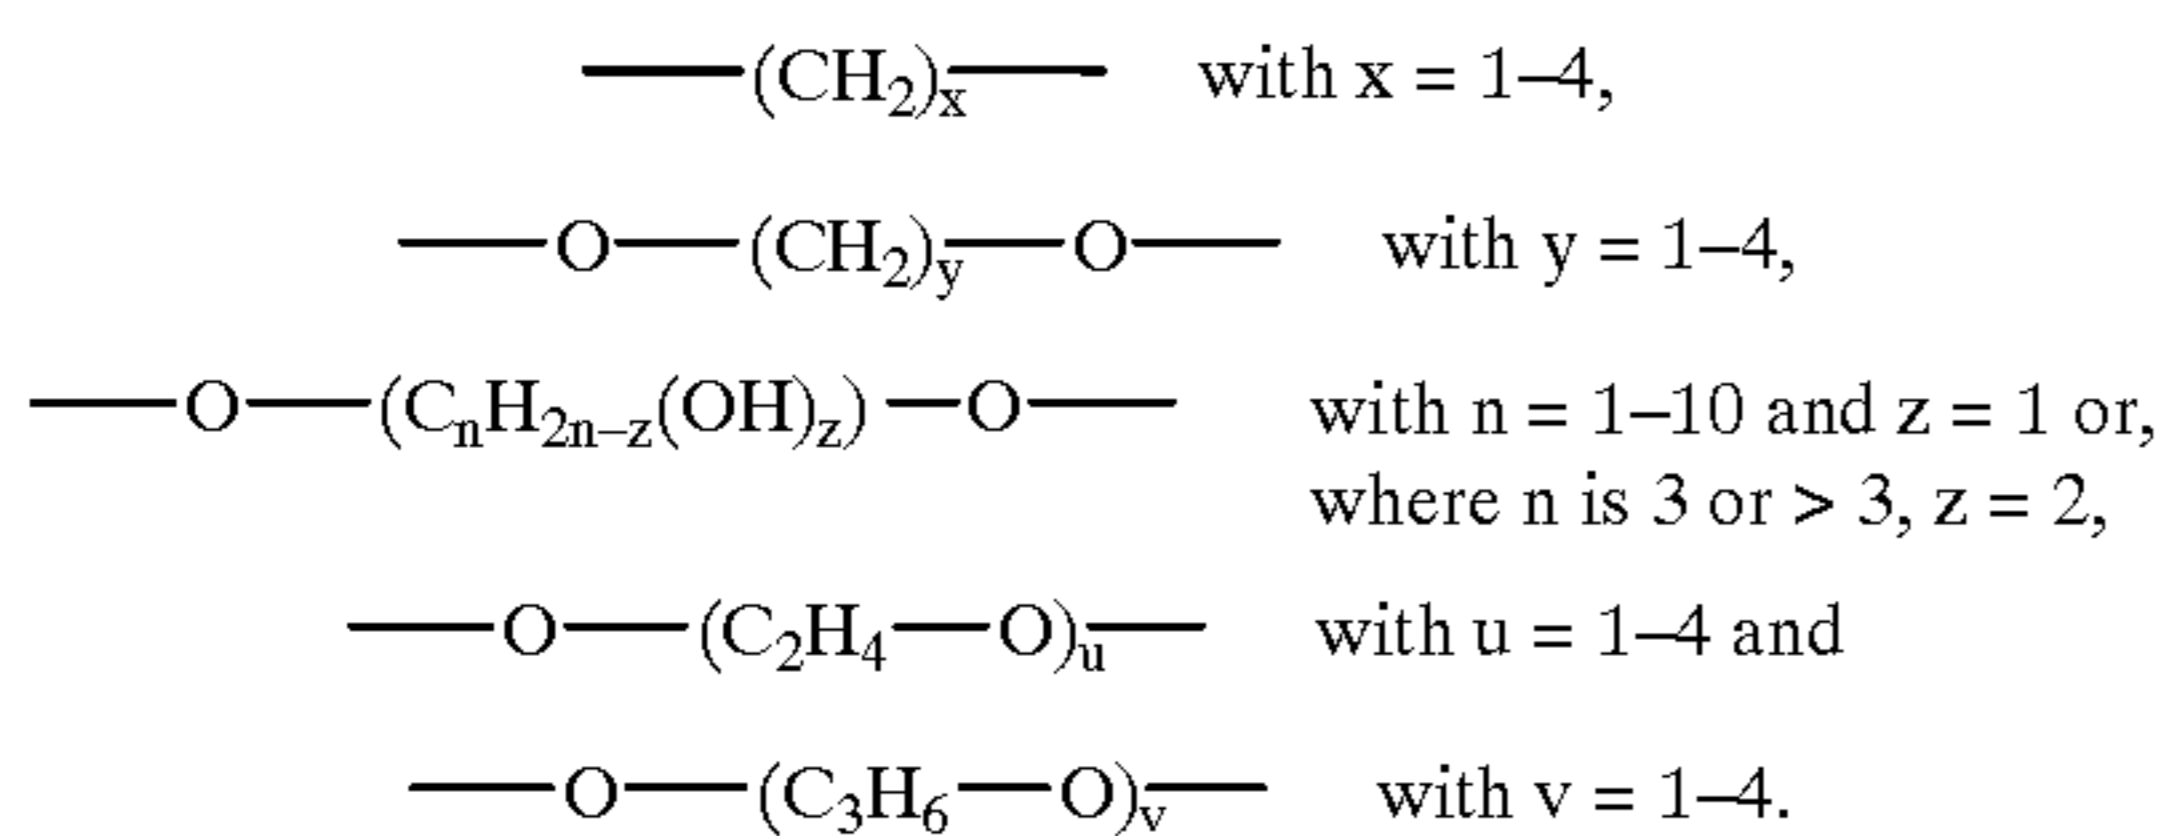 —(CH₂)ₓ— with x = 1–4,
—O—(CH₂)y—O— with y = 1–4,
—O—(CₙH₂ₙ₋z(OH)z)—O— with n = 1–10 and z = 1 or,
where n is 3 or > 3, z = 2,
—O—(C₂H₄—O)ᵤ— with u = 1–4 and
—O—(C₃H₆—O)ᵥ— with v = 1–4.